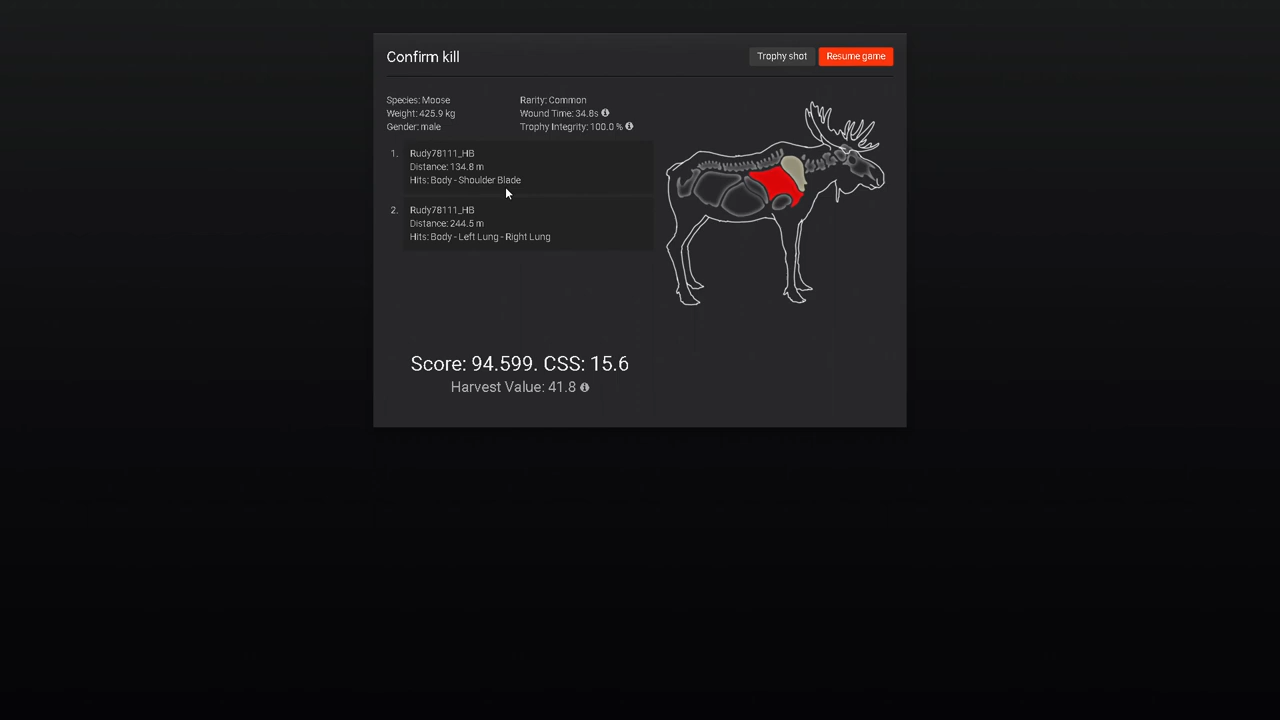 Confirm kill
Trophy shot
Resume game
Species: Moose
Weight: 425.9 kg
Gender: male
Rarity: Common
Wound Time: 34.8s
Trophy Integrity: 100.0 %
1.
Rudy78111_HB
Distance: 134.8 m
Hits: Body - Shoulder Blade
2.
Rudy78111_HB
Distance: 244.5 m
Hits: Body - Left Lung - Right Lung
Score: 94.599. CSS: 15.6
Harvest Value: 41.8